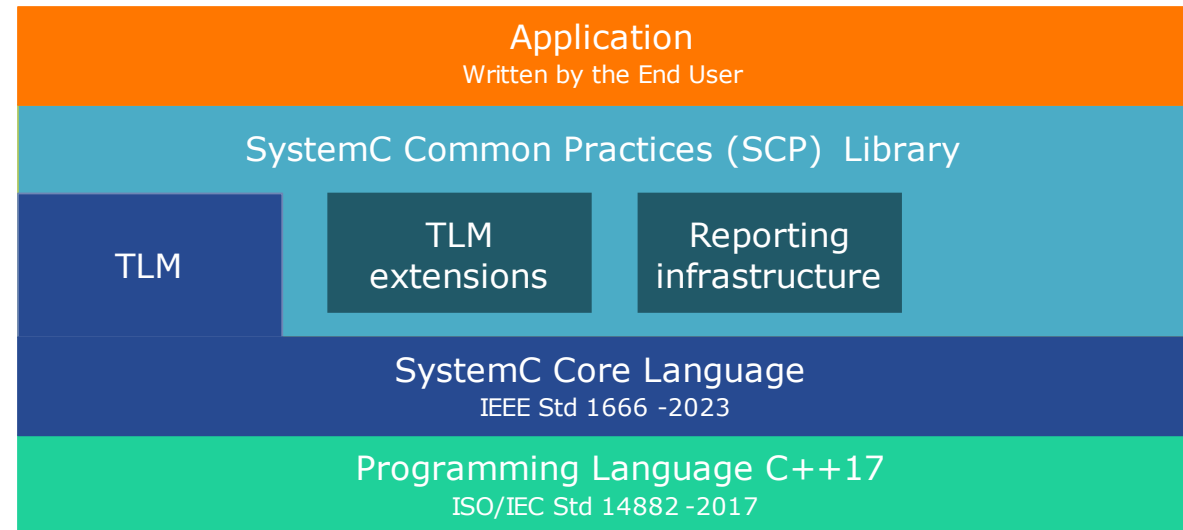 Application
Written by the End User
SystemC Common Practices (SCP) Library
TLM
TLM
extensions
Reporting
infrastructure
SystemC Core Language
IEEE Std 1666 -2023
Programming Language C++17
ISO/IEC Std 14882 -2017